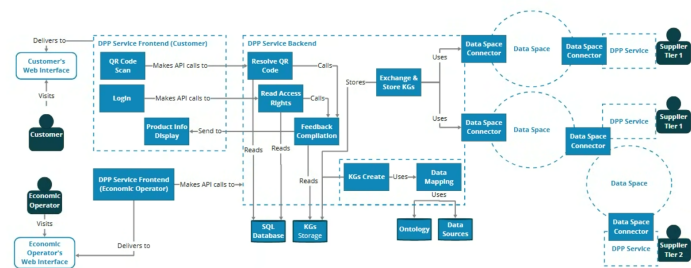 Delivers to
DPP Service Frontend (Customer)
DPP Service Backend
Customer's
Web Interface
QR Code
Scan
Makes API calls to
Resolve QR
Code
Calls
Login
Makes API calls to
Read Access
Rights
Calls
Product Info
Display
Send to
Feedback
Compilation
Visits
Customer
Stores
Exchange &
Store KGs
Uses
Uses
Data Space
Connector
Data Space
Data Space
Connector
DPP Service
Supplier
Tier 1
Data Space
Connector
Data Space
Data Space
Connector
DPP Service
Supplier
Tier 1
Reads
Reads
Reads
Economic
Operator
DPP Service Frontend
(Economic Operator)
Makes API calls to
KGs Create
Uses
Data
Mapping
Uses
Data Space
Visits
Economic
Operator's
Web Interface
Delivers to
SQL
Database
KGs
Storage
Ontology
Data
Sources
Data Space
Connector
DPP Service
Supplier
Tier 2